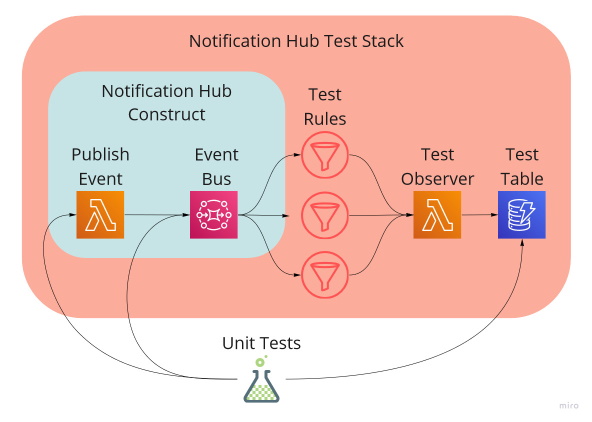 Notification Hub Test Stack
Notification Hub
Construct
Test
Rules
Publish
Event
Event
Bus
Test
Observer
Test
Table
Unit Tests
miro